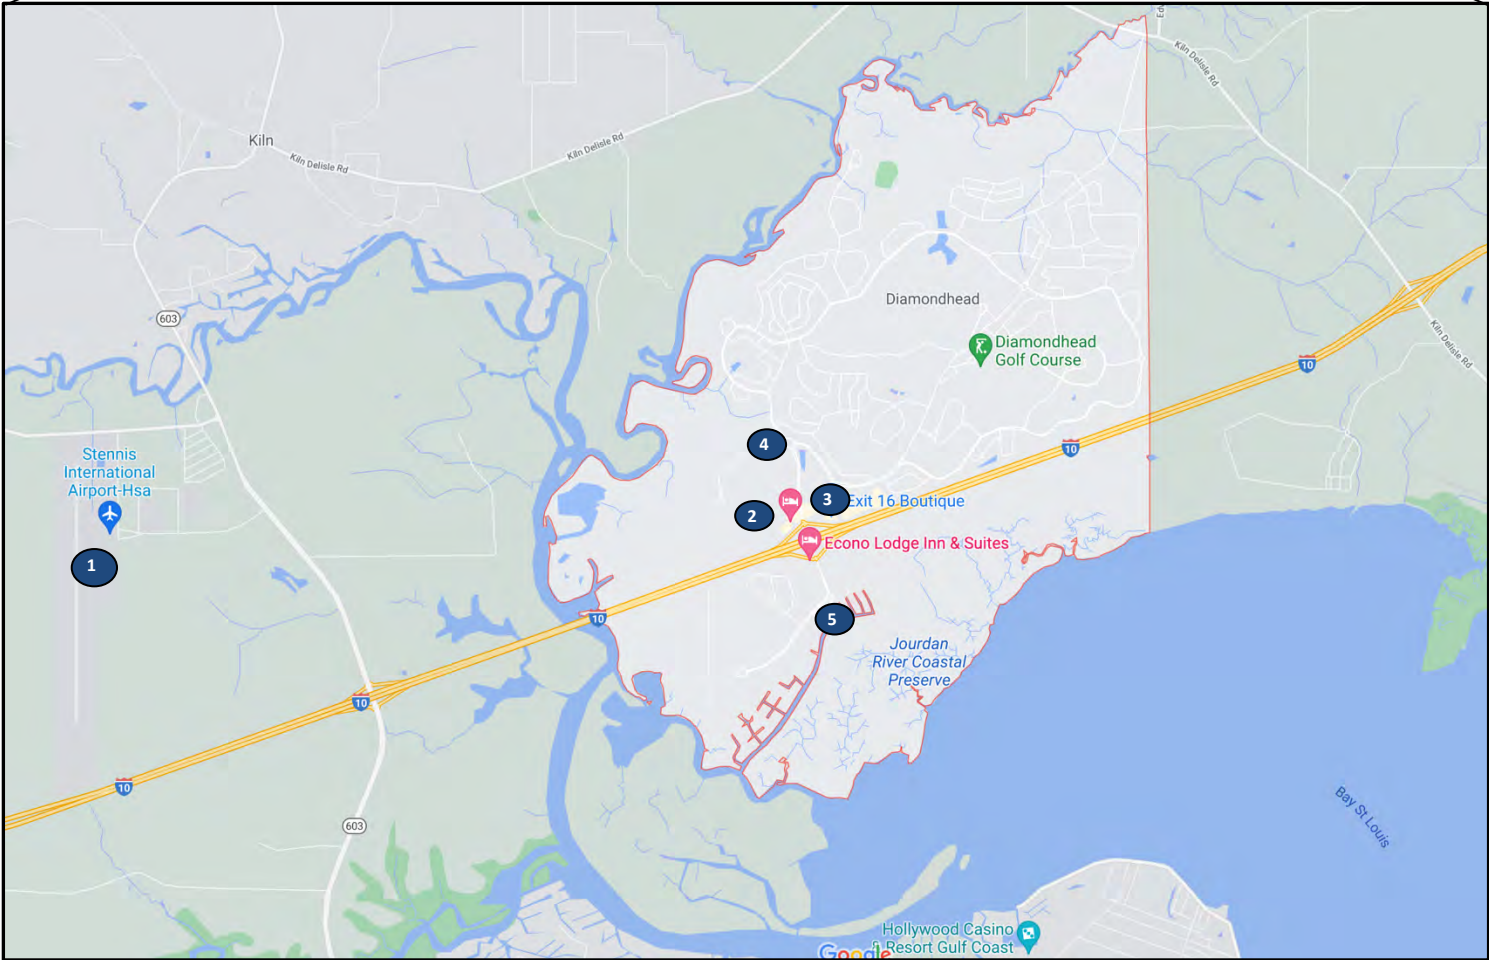 Ed
Kiln Delisle Rd
Kiln
Kiln Delisle Rd
Kiln Delisle Rd
603
Diamondhead
Diamondhead
Golf Course
Kiln Delisle Rd
10
10
4
Stennis
International
Airport-Hsa
3
Exit 16 Boutique
2
Econo Lodge Inn & Suites
1
10
5
Jourdan
River Coastal
Preserve
10
10
603
Bay St Louis
Hollywood Casino
& Resort Gulf Coast
Google